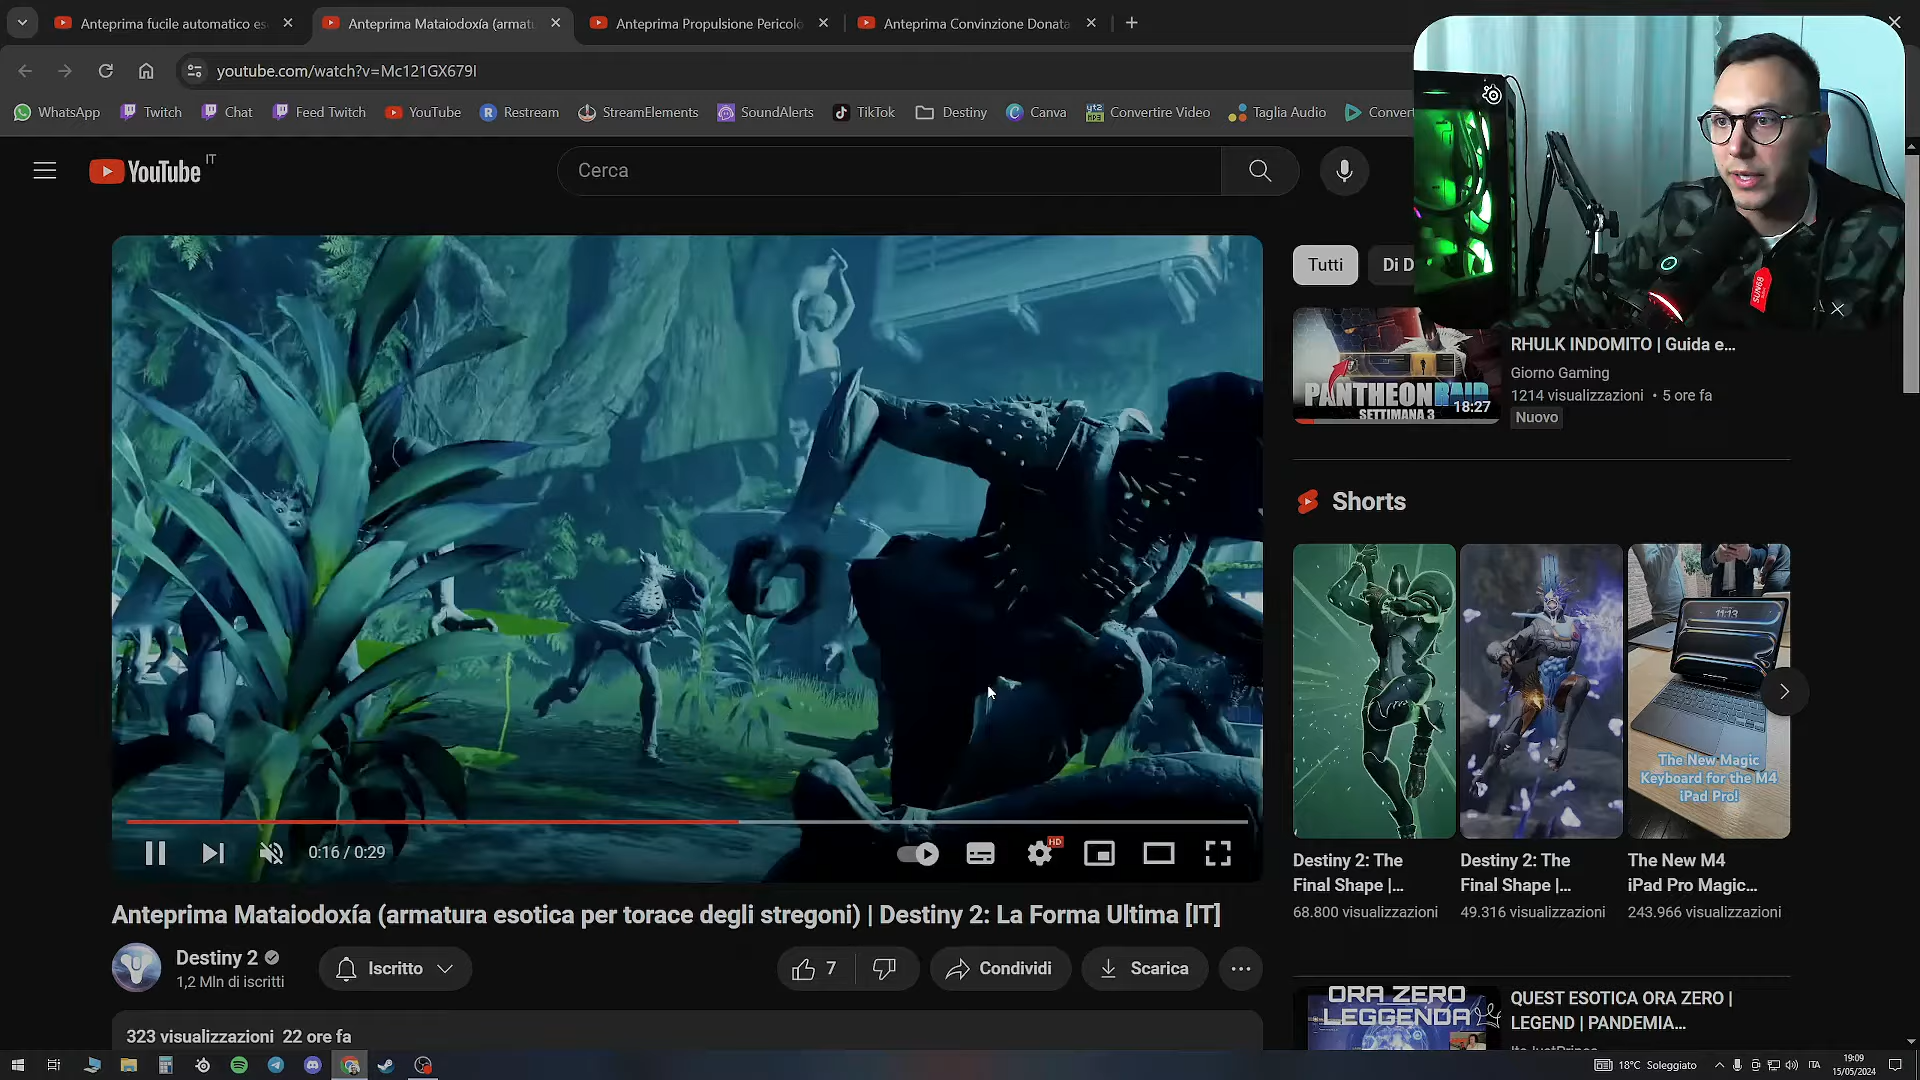 Anteprima fucile automatico es
Anteprima Mataiodoxía (armatu
Anteprima Propulsione Pericolo
Anteprima Convinzione Donata
youtube.com/watch?v=Mc121GX679I
WhatsApp
Twitch
Chat
Feed Twitch
YouTube
Restream
StreamElements
SoundAlerts
TikTok
Destiny
Canva
Convertire Video
Taglia Audio
Convert
YouTube IT
Cerca
Tutti
Di D
PANTHEON RAID
SETTIMANA 3
18:27
RHULK INDOMITO | Guida e...
Giorno Gaming
1214 visualizzazioni • 5 ore fa
Nuovo
Shorts
11:13
The New Magic
Keyboard for the M4
iPad Pro!
0:16 / 0:29
HD
Destiny 2: The
Final Shape |...
68.800 visualizzazioni
Destiny 2: The
Final Shape |...
49.316 visualizzazioni
The New M4
iPad Pro Magic...
243.966 visualizzazioni
Anteprima Mataiodoxía (armatura esotica per torace degli stregoni) | Destiny 2: La Forma Ultima [IT]
Destiny 2
1,2 Mln di iscritti
Iscritto
7
Condividi
Scarica
323 visualizzazioni 22 ore fa
ORA ZERO
LEGGENDA
QUEST ESOTICA ORA ZERO |
LEGEND | PANDEMIA...
18°C Soleggiato
ITA
19:09
15/05/2024